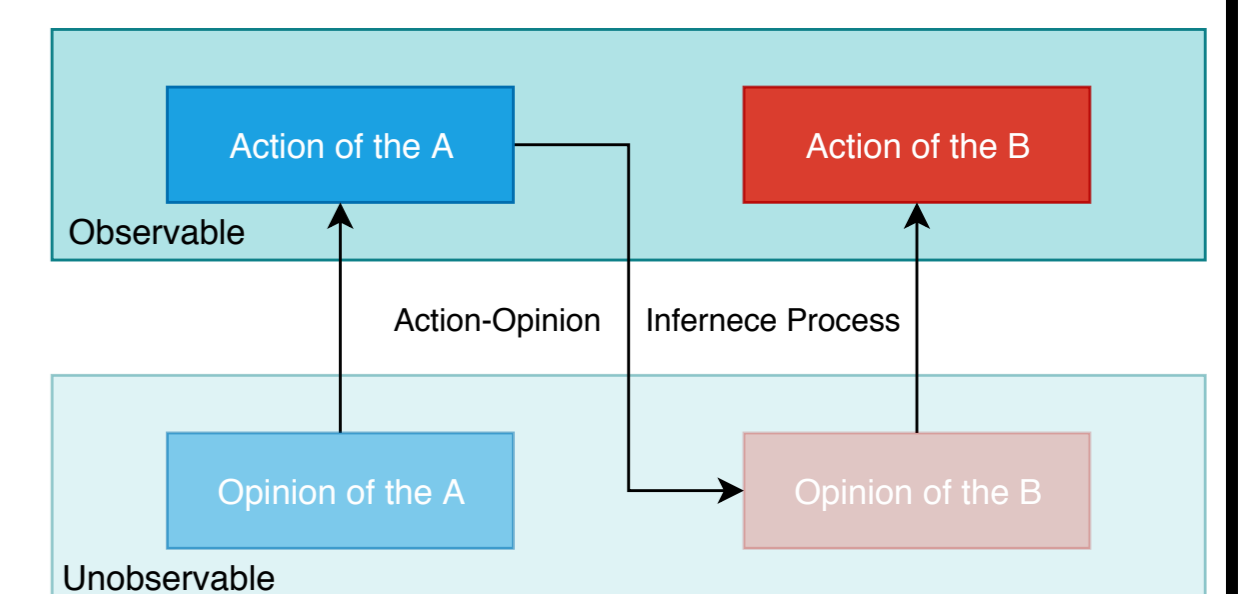 Action of the A
Action of the B
Observable
Action-Opinion
Infernece Process
Opinion of the A
Opinion of the B
Unobservable